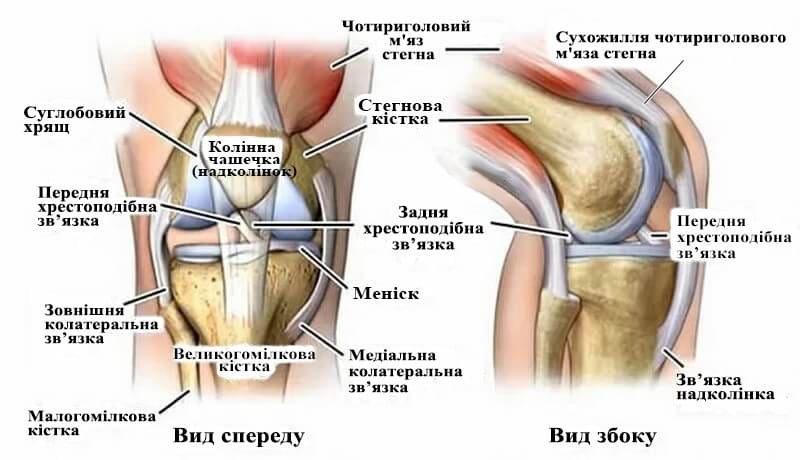 Чотириголовий
м'яз
стегна
Сухожилля чотириголового
м'яза стегна
Суглобовий
хрящ
Стегнова
кістка
Колінна
чашечка
(надколінок)
Передня
хрестоподібна
зв’язка
Задня
хрестоподібна
зв’язка
Передня
хрестоподібна
зв’язка
Меніск
Зовнішня
колатеральна
зв’язка
Великогомілкова
кістка
Медіальна
колатеральна
зв’язка
Зв’язка
надколінка
Малогомілкова
кістка
Вид спереду
Вид збоку